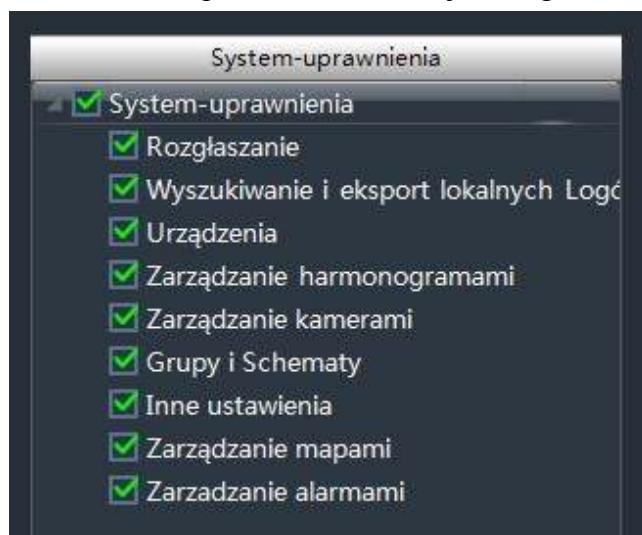 System-uprawnienia
System-uprawnienia
Rozgłaszanie
Wyszukiwanie i eksport lokalnych Logó
Urządzenia
Zarządzanie harmonogramami
Zarządzanie kamerami
Grupy i Schematy
Inne ustawienia
Zarządzanie mapami
Zarzadzanie alarmami